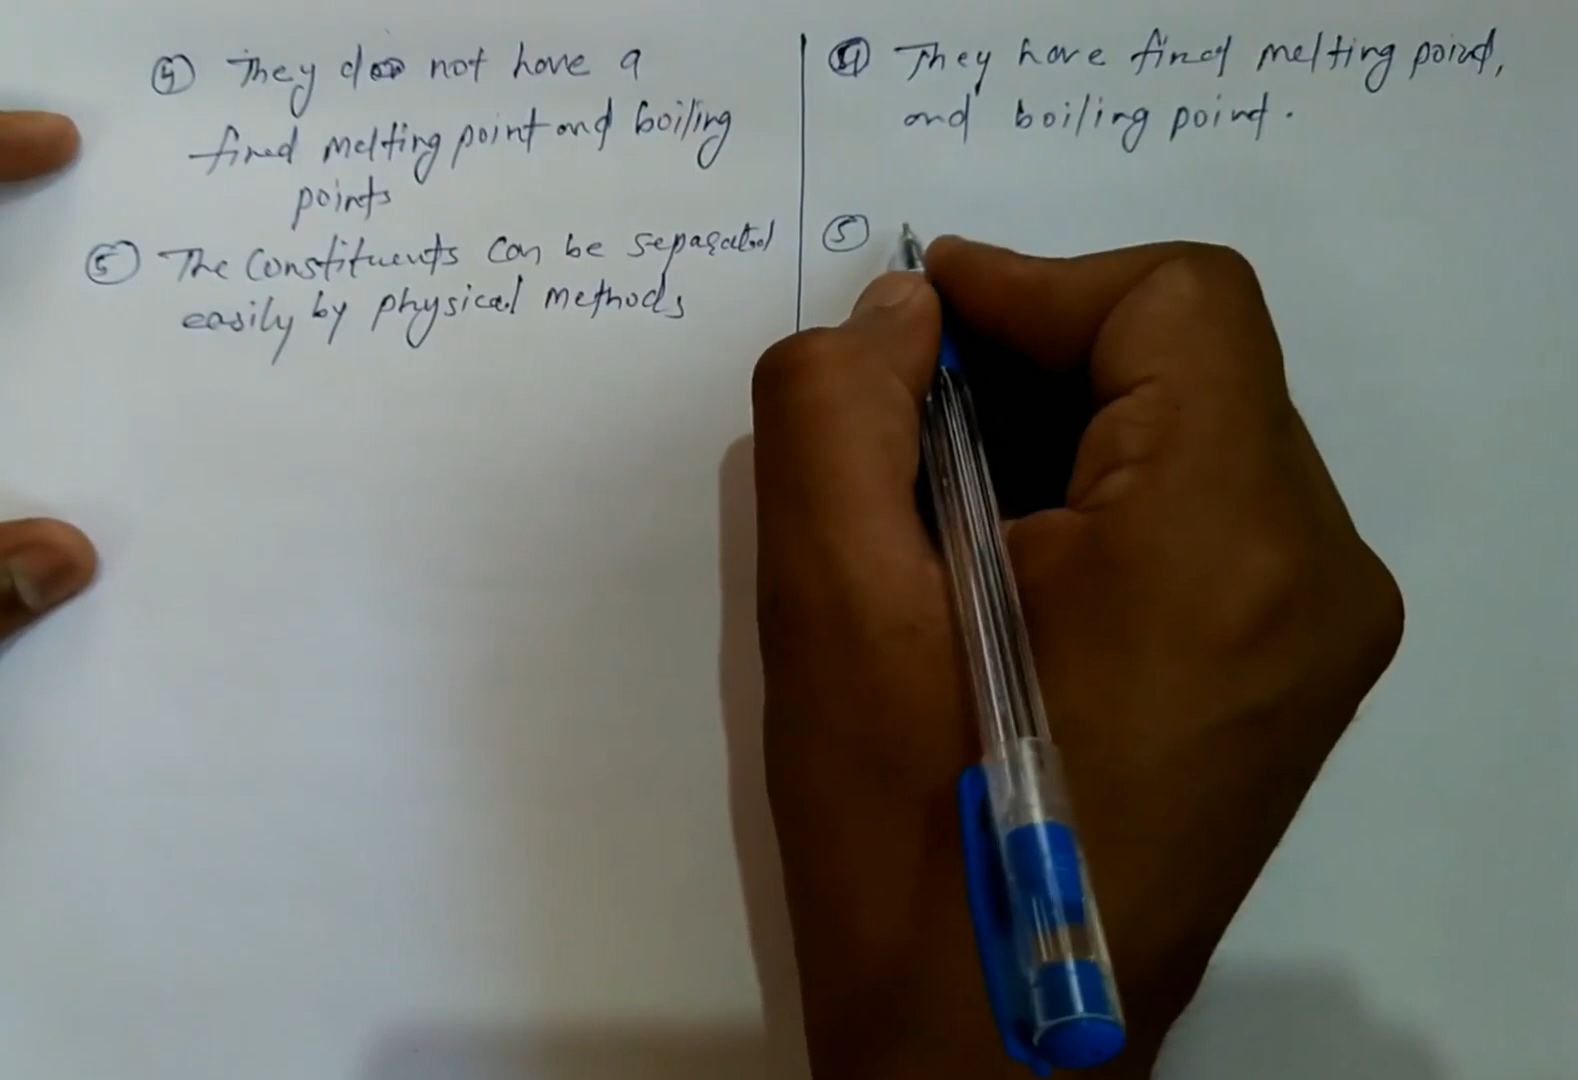 ④ They do not have a
fixed melting point and boiling
points
⑤ The constituents can be separated
easily by physical methods
④ They have fixed melting point,
and boiling point.
⑤